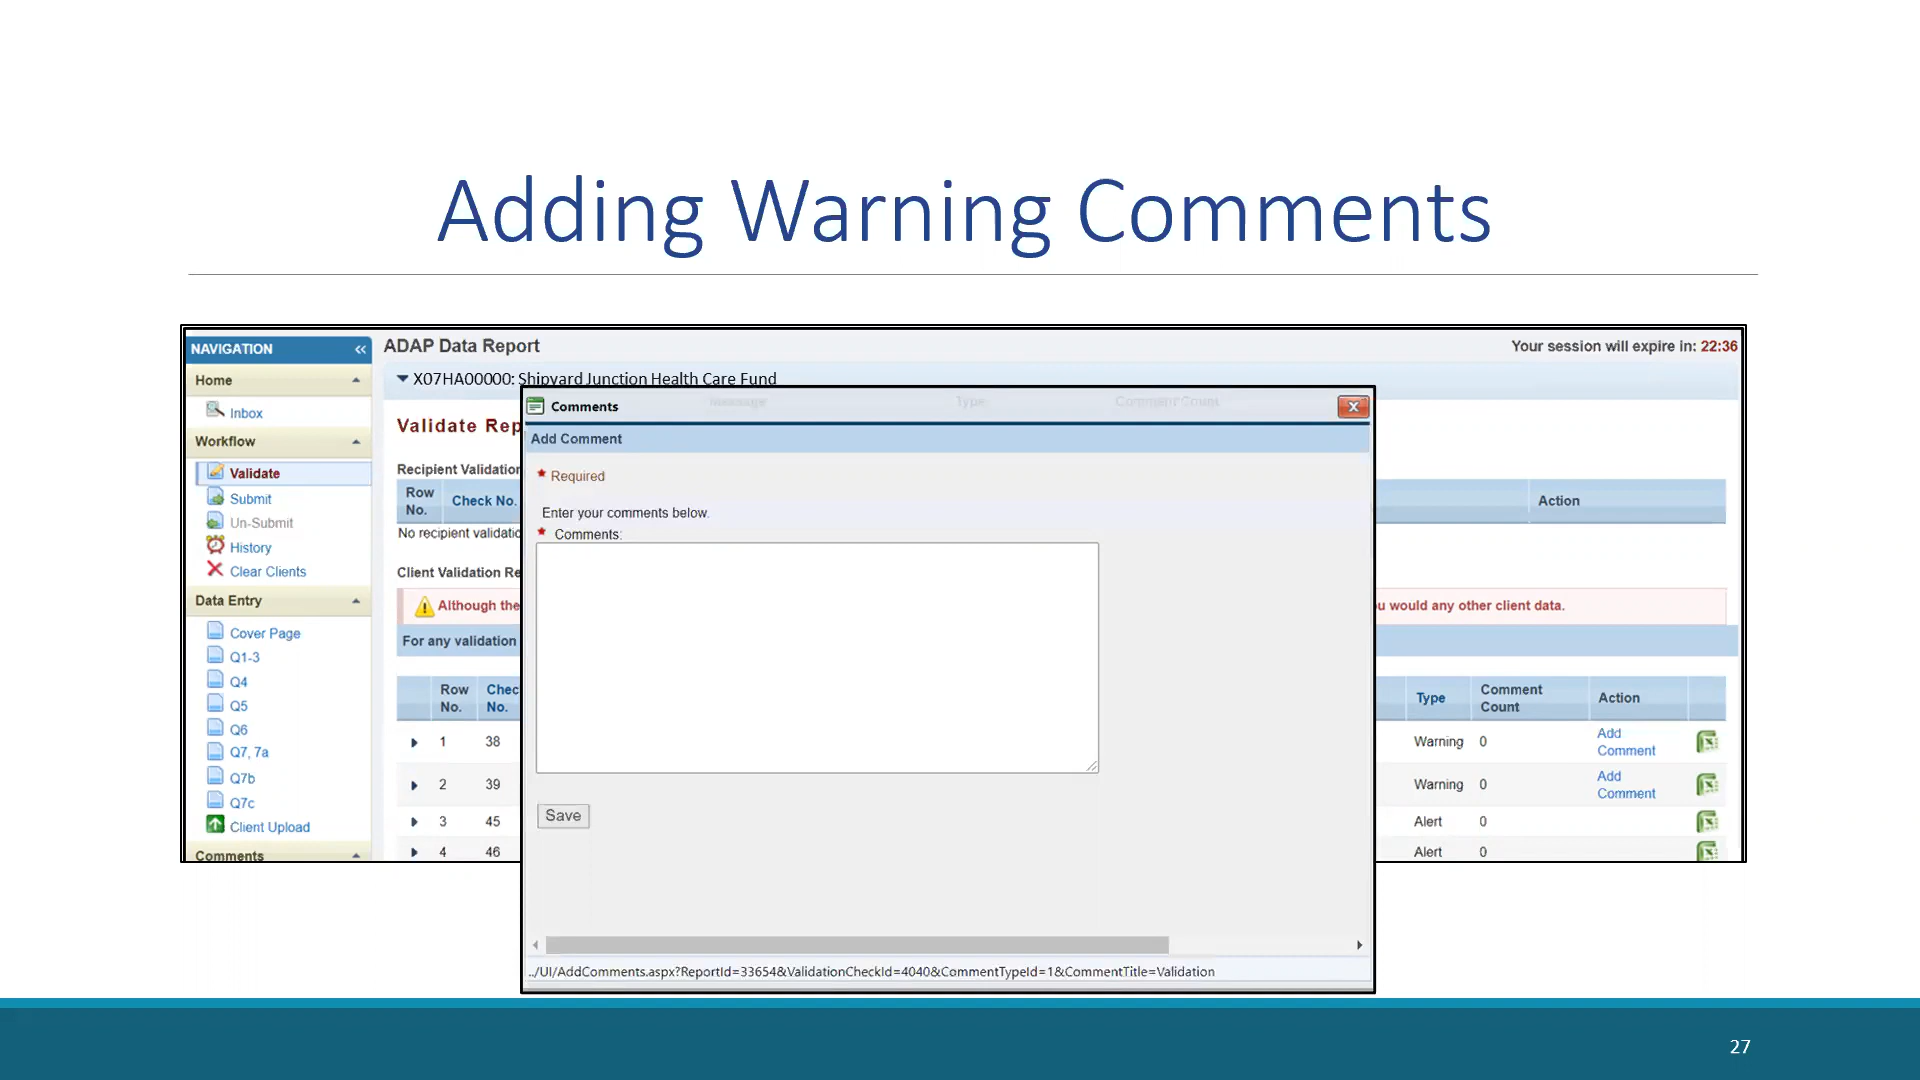 Adding Warning Comments
NAVIGATION
Home
Inbox
Workflow
Validate
Submit
Un-Submit
History
Clear Clients
Data Entry
Cover Page
Q1-3
Q4
Q5
Q6
Q7, 7a
Q7b
Q7c
Client Upload
Comments
ADAP Data Report
Your session will expire in: 22:36
X07HA00000: Shipyard Junction Health Care Fund
Validate Rep
Recipient Validation
Row No. Check No. Action
No recipient validatio
Client Validation Re
Although the
u would any other client data.
For any validation
Row No. Chec No. Type Comment Count Action
1 38 Warning 0 Add Comment
2 39 Warning 0 Add Comment
3 45 Alert 0
4 46 Alert 0
Comments
Message Type Comment Count
Add Comment
* Required
Enter your comments below.
* Comments:
Save
../UI/AddComments.aspx?ReportId=33654&ValidationCheckId=4040&CommentTypeId=1&CommentTitle=Validation
27